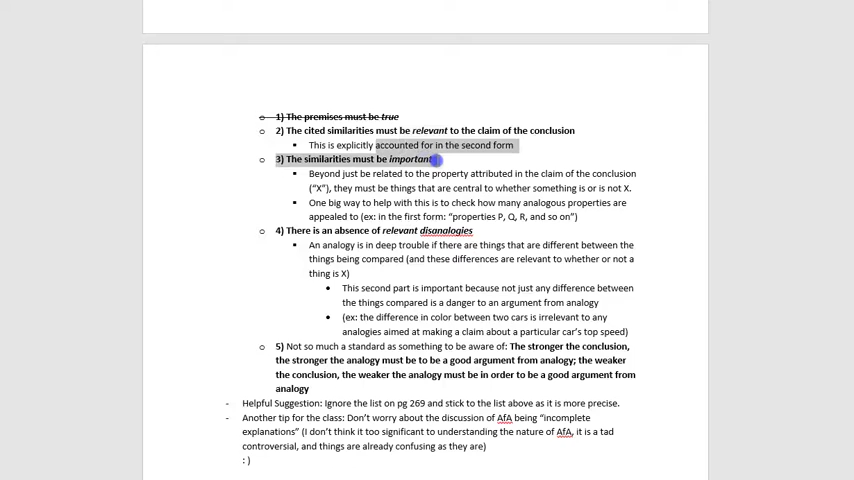 o 1) The premises must be true
o 2) The cited similarities must be relevant to the claim of the conclusion
▪ This is explicitly accounted for in the second form
o 3) The similarities must be important
▪ Beyond just be related to the property attributed in the claim of the conclusion
("X"), they must be things that are central to whether something is or is not X.
▪ One big way to help with this is to check how many analogous properties are
appealed to (ex: in the first form: "properties P, Q, R, and so on")
o 4) There is an absence of relevant disanalogies
▪ An analogy is in deep trouble if there are things that are different between the
things being compared (and these differences are relevant to whether or not a
thing is X)
• This second part is important because not just any difference between
the things compared is a danger to an argument from analogy
• (ex: the difference in color between two cars is irrelevant to any
analogies aimed at making a claim about a particular car's top speed)
o 5) Not so much a standard as something to be aware of: The stronger the conclusion,
the stronger the analogy must be to be a good argument from analogy; the weaker
the conclusion, the weaker the analogy must be in order to be a good argument from
analogy
- Helpful Suggestion: Ignore the list on pg 269 and stick to the list above as it is more precise.
- Another tip for the class: Don't worry about the discussion of AfA being "incomplete
explanations" (I don't think it too significant to understanding the nature of AfA, it is a tad
controversial, and things are already confusing as they are)
: )